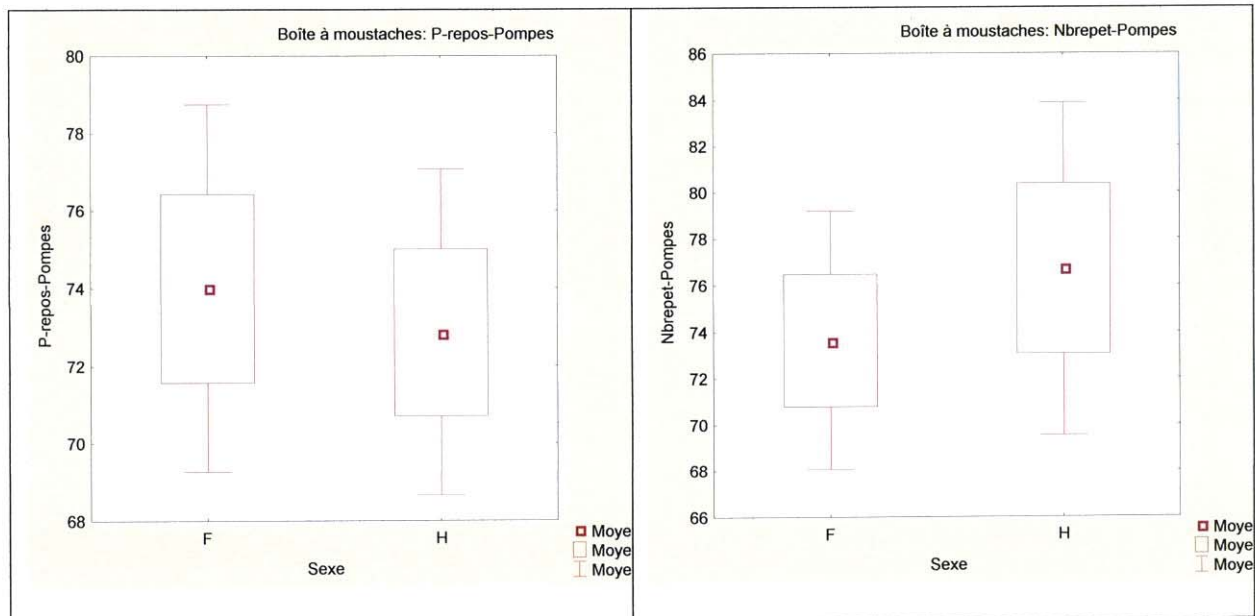 Boîte à moustaches: P-repos-Pompes
80
78
76
74
72
70
68
P-repos-Pompes
F
H
Sexe
Moye
Moye
Moye
Boîte à moustaches: Nbrepet-Pompes
86
84
82
80
78
76
74
72
70
68
66
Nbrepet-Pompes
F
H
Sexe
Moye
Moye
Moye